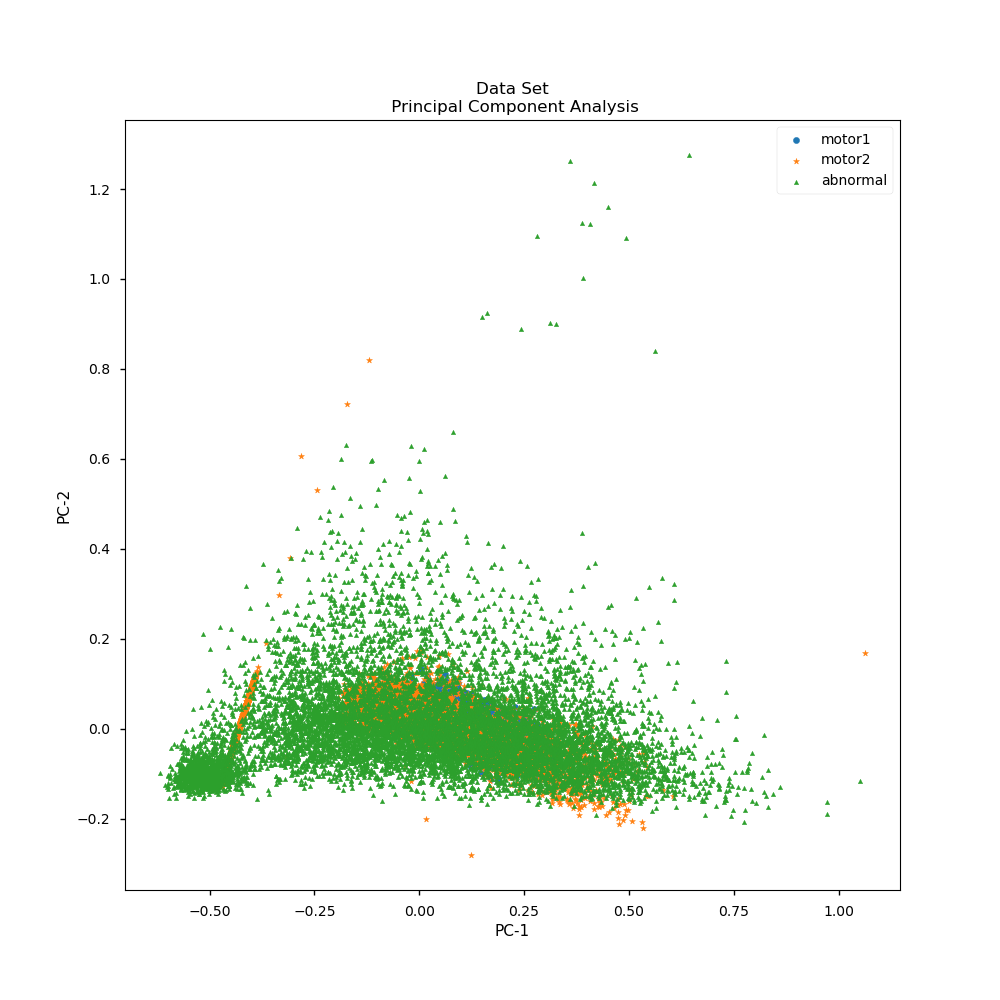 Data Set
Principal Component Analysis
motor1
motor2
abnormal
1.2
1.0
0.8
0.6
0.4
0.2
0.0
−0.2
PC-2
−0.50
−0.25
0.00
0.25
0.50
0.75
1.00
PC-1